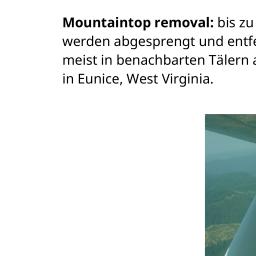 Mountaintop removal: bis zu
werden abgesprengt und entfe
meist in benachbarten Tälern a
in Eunice, West Virginia.